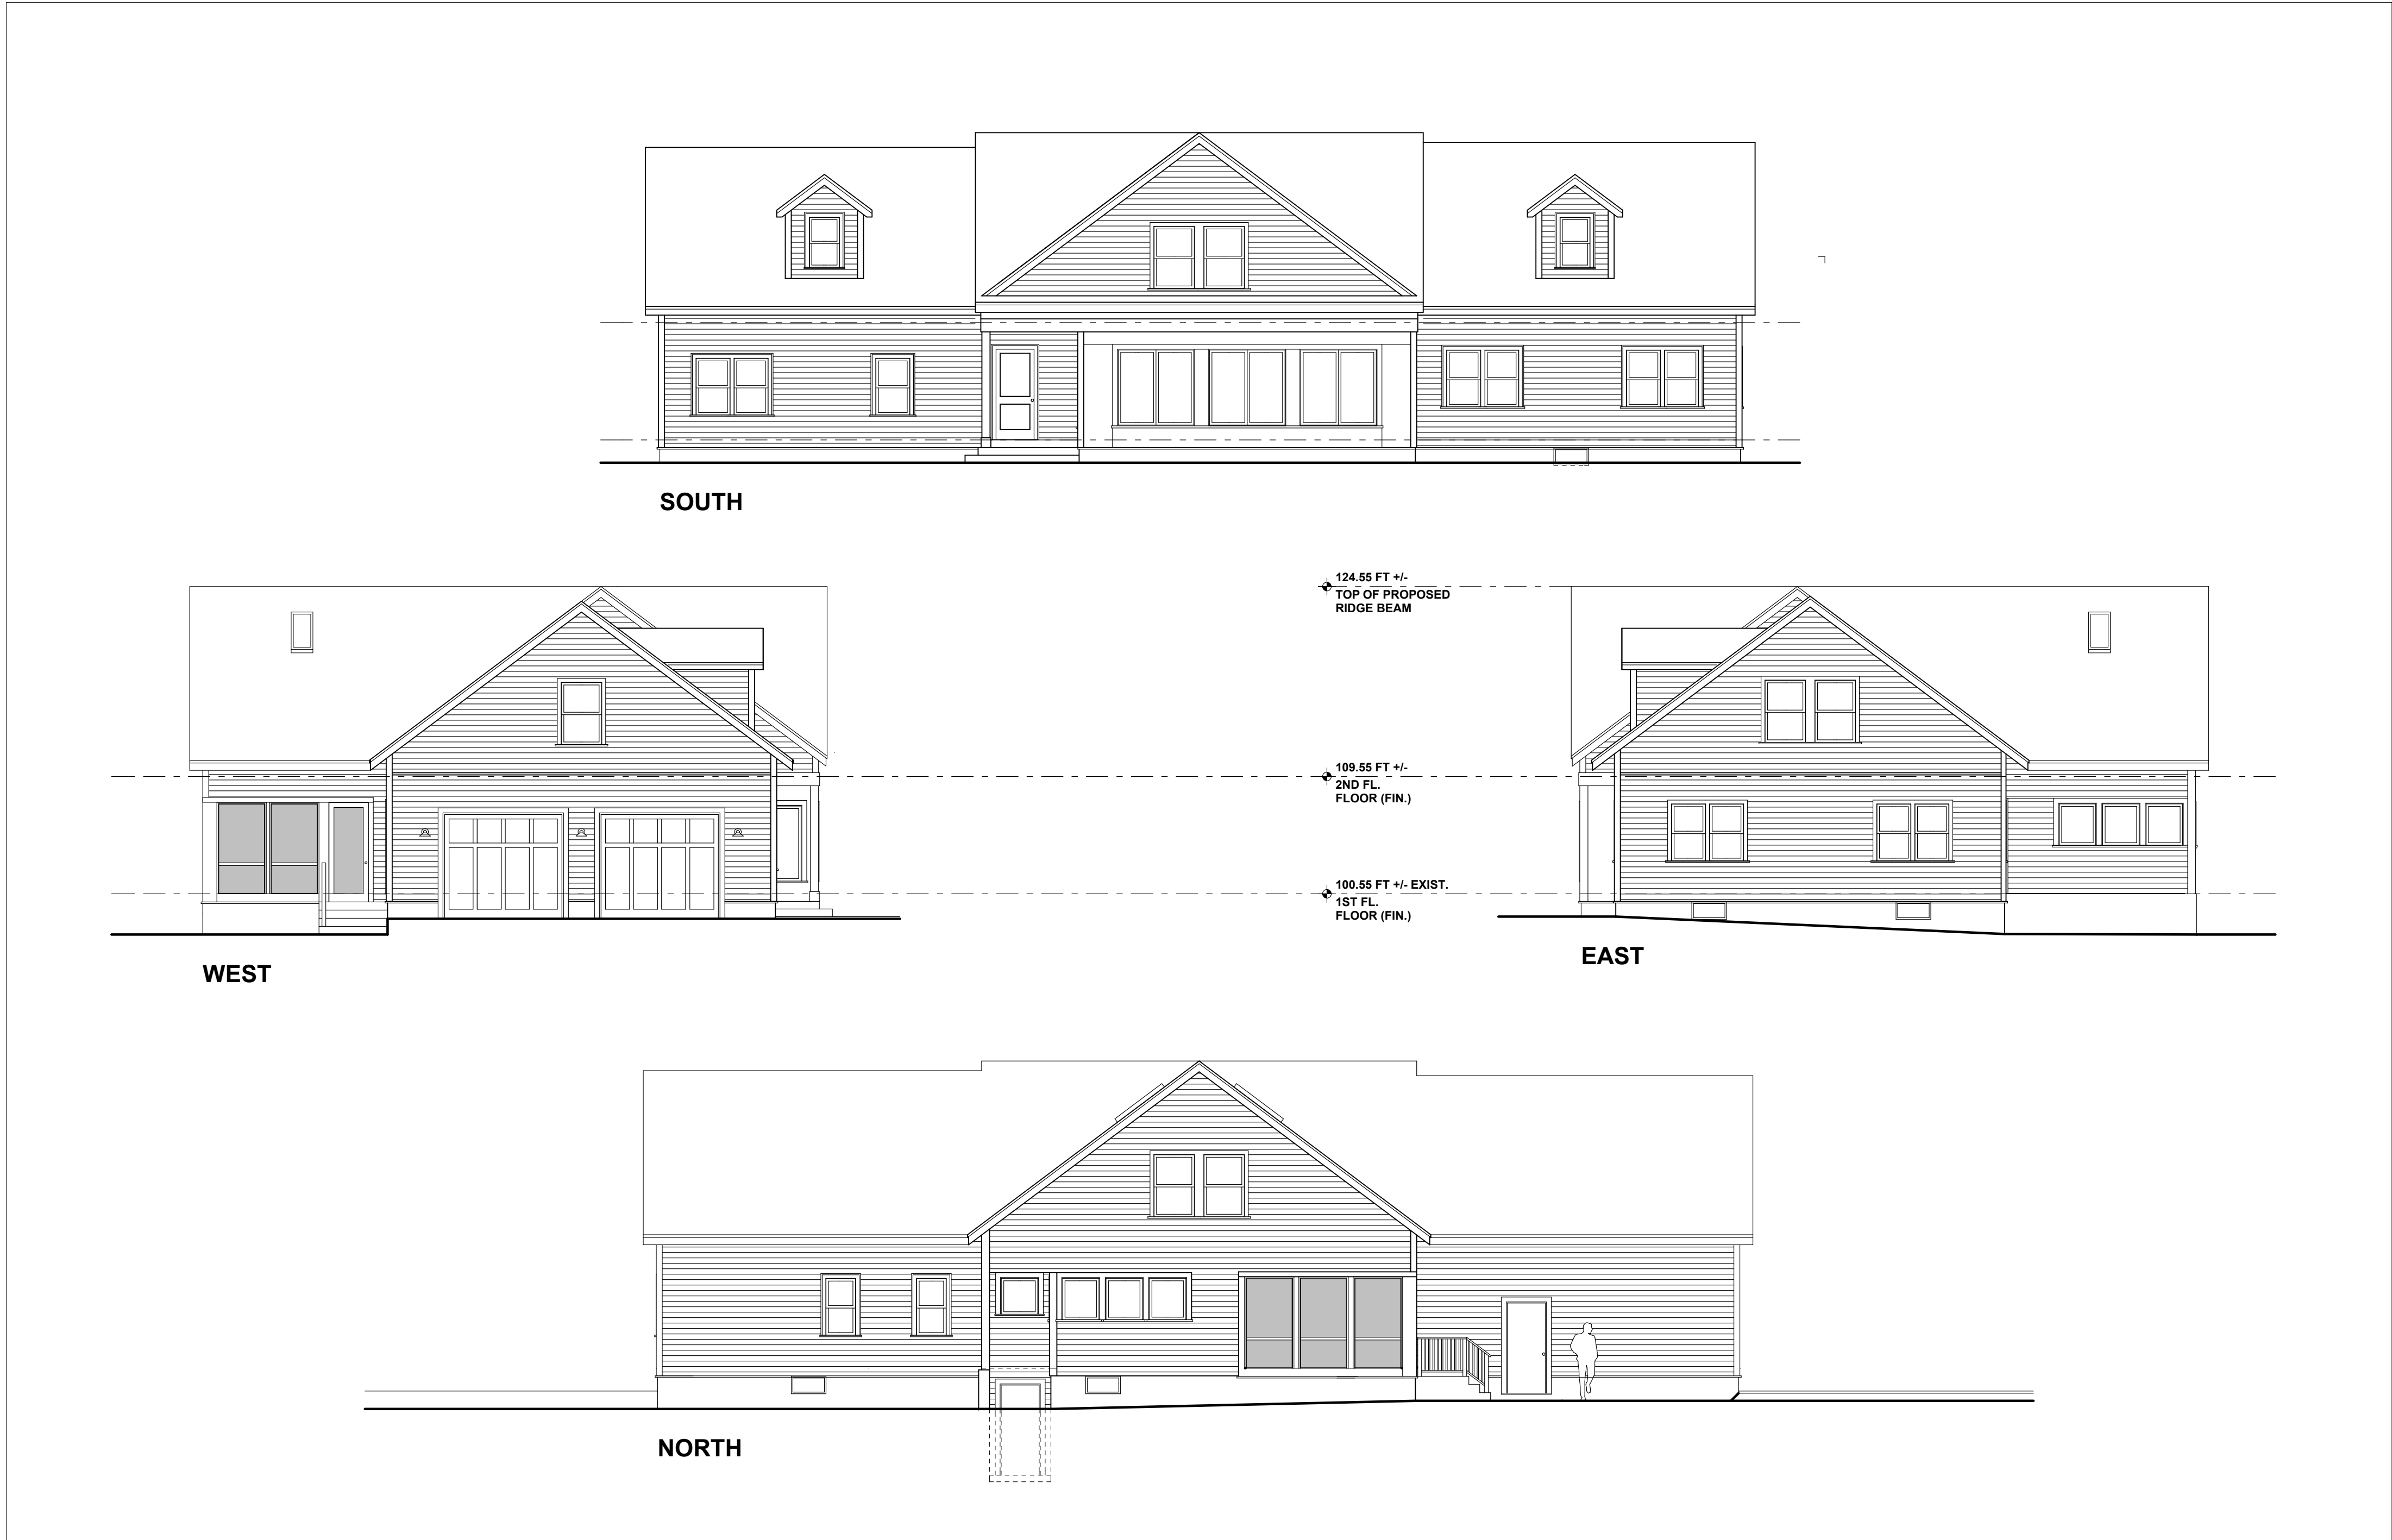 SOUTH
124.55 FT +/-
TOP OF PROPOSED
RIDGE BEAM
109.55 FT +/-
2ND FL.
FLOOR (FIN.)
100.55 FT +/- EXIST.
1ST FL.
FLOOR (FIN.)
WEST
EAST
NORTH